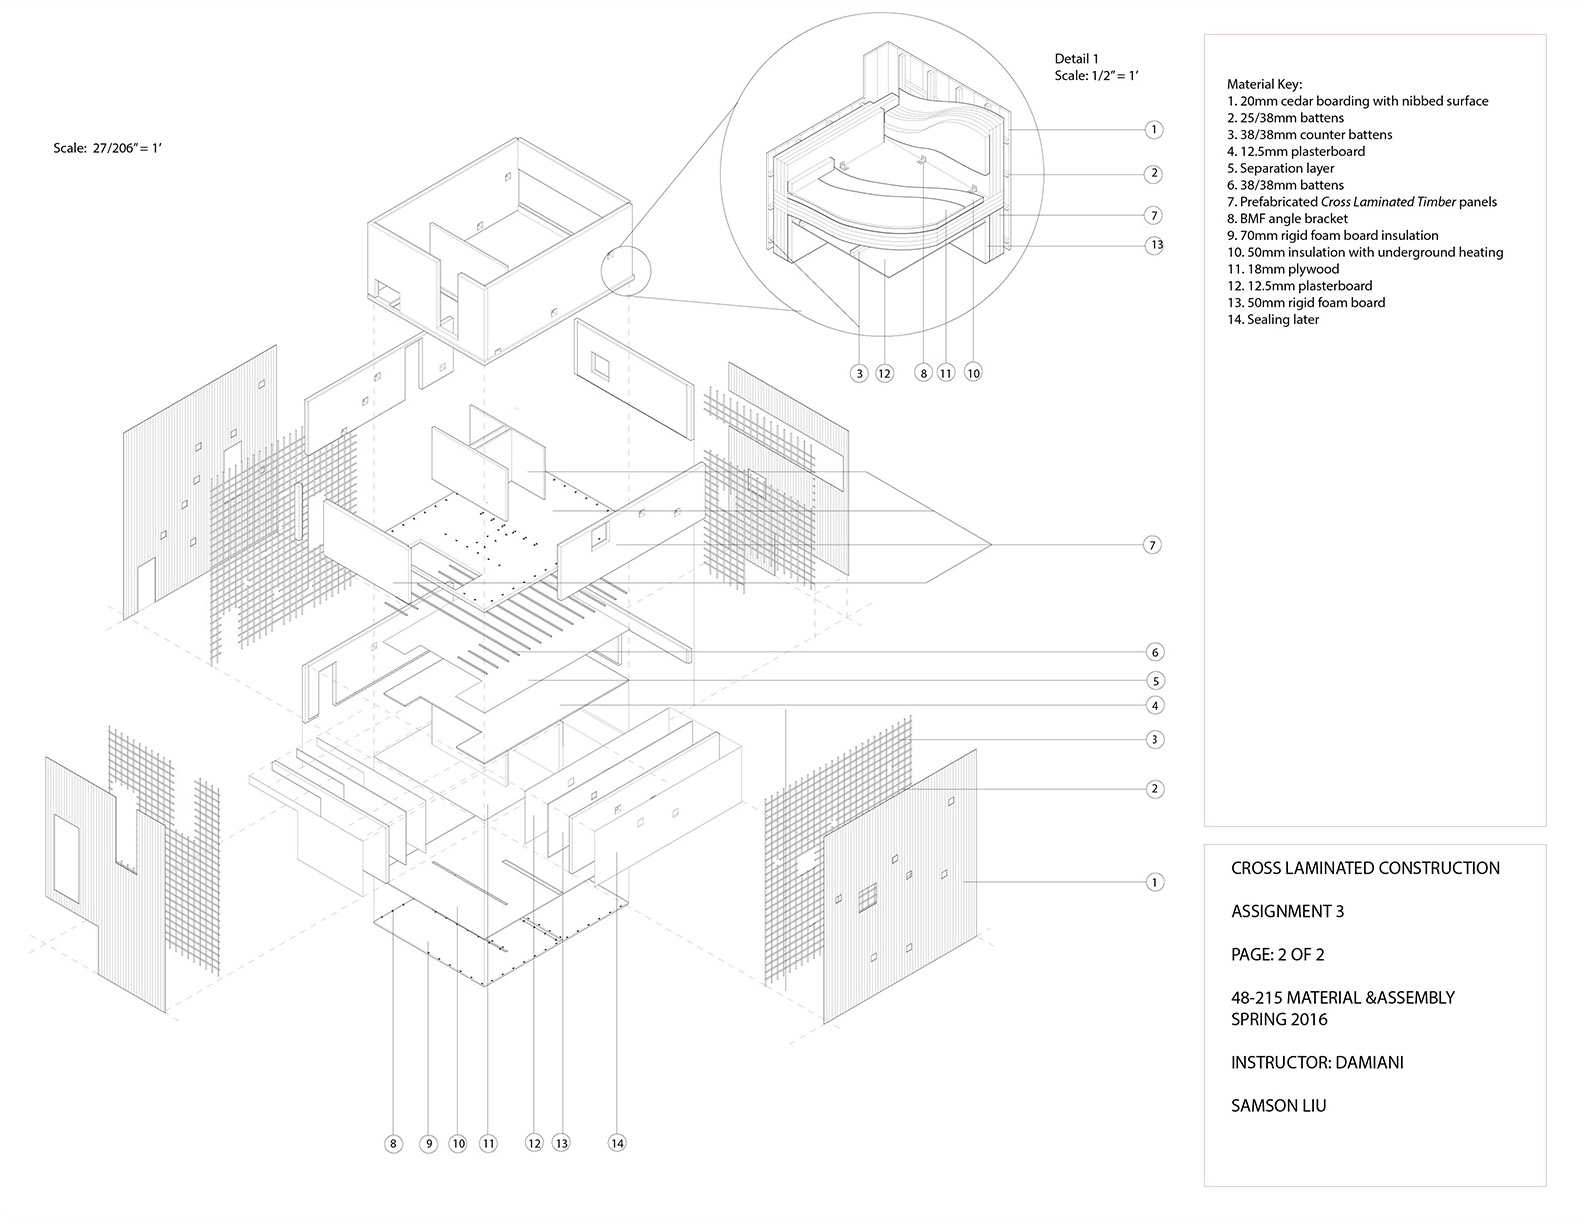 Detail 1
Scale: 1/2” = 1’
Scale: 27/206” = 1’
1
2
7
13
3
12
8
11
10
7
6
5
4
3
2
1
8
9
10
11
12
13
14
Material Key:
1. 20mm cedar boarding with nibbed surface
2. 25/38mm battens
3. 38/38mm counter battens
4. 12.5mm plasterboard
5. Separation layer
6. 38/38mm battens
7. Prefabricated Cross Laminated Timber panels
8. BMF angle bracket
9. 70mm rigid foam board insulation
10. 50mm insulation with underground heating
11. 18mm plywood
12. 12.5mm plasterboard
13. 50mm rigid foam board
14. Sealing later
CROSS LAMINATED CONSTRUCTION
ASSIGNMENT 3
PAGE: 2 OF 2
48-215 MATERIAL &ASSEMBLY
SPRING 2016
INSTRUCTOR: DAMIANI
SAMSON LIU